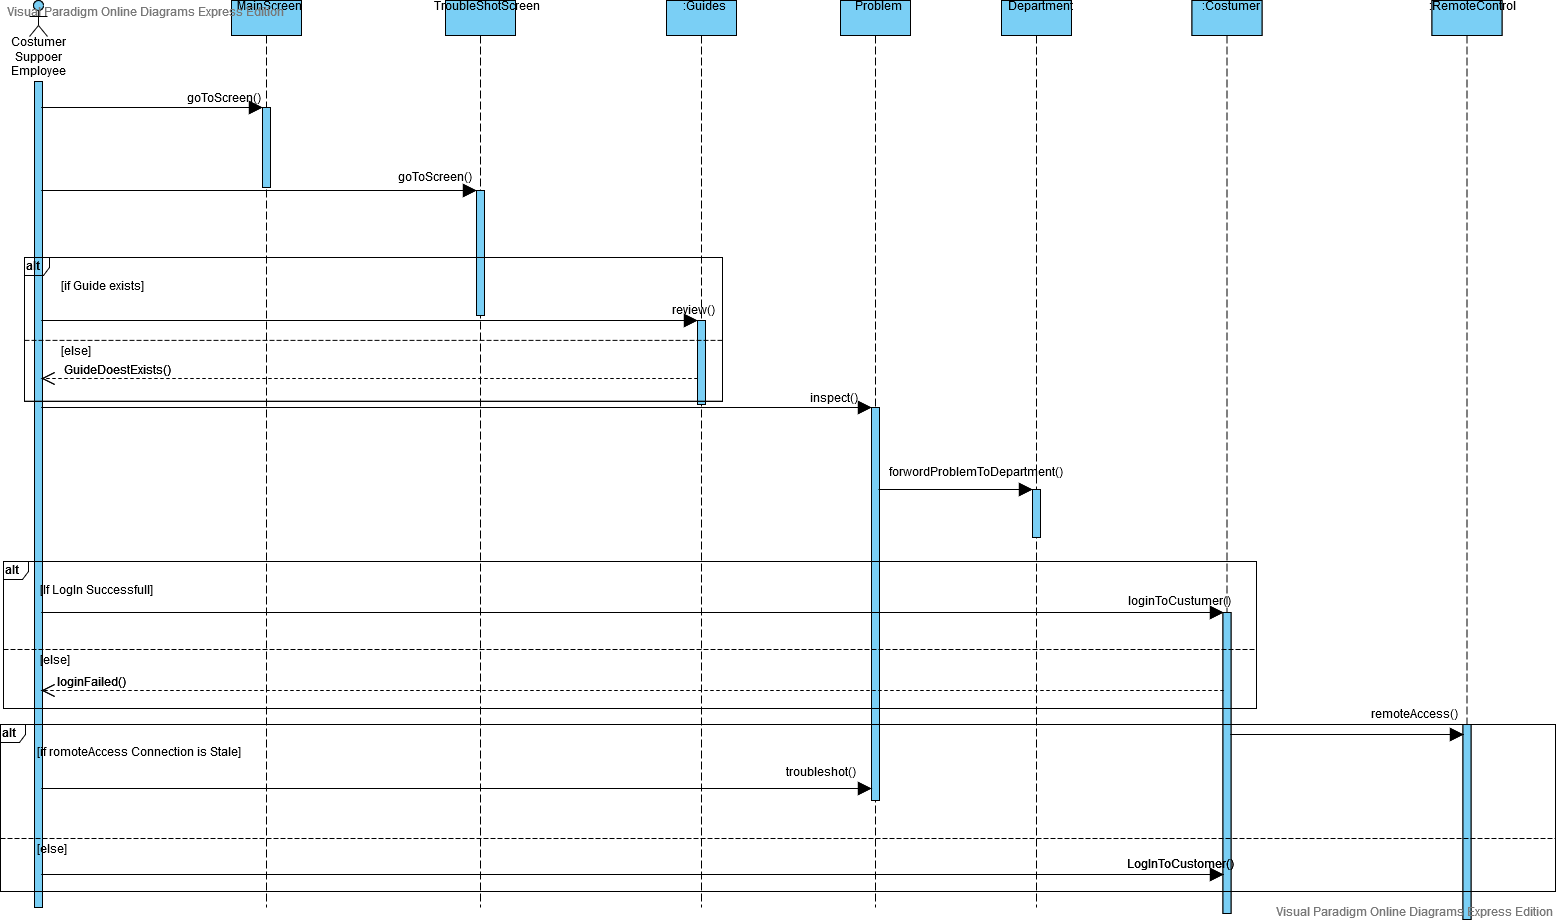 Visual Paradigm Online Diagrams Express Edition
Costumer
Suppoer
Employee
MainScreen
TroubleShotScreen
:Guides
Problem
Department
:Costumer
:RemoteControl
goToScreen()
goToScreen()
alt
[if Guide exists]
review()
[else]
GuideDoestExists()
inspect()
forwordProblemToDepartment()
alt
[If LogIn Successfull]
loginToCustumer()
[else]
loginFailed()
remoteAccess()
alt
[if romoteAccess Connection is Stale]
troubleshot()
[else]
LogInToCustomer()
Visual Paradigm Online Diagrams Express Edition